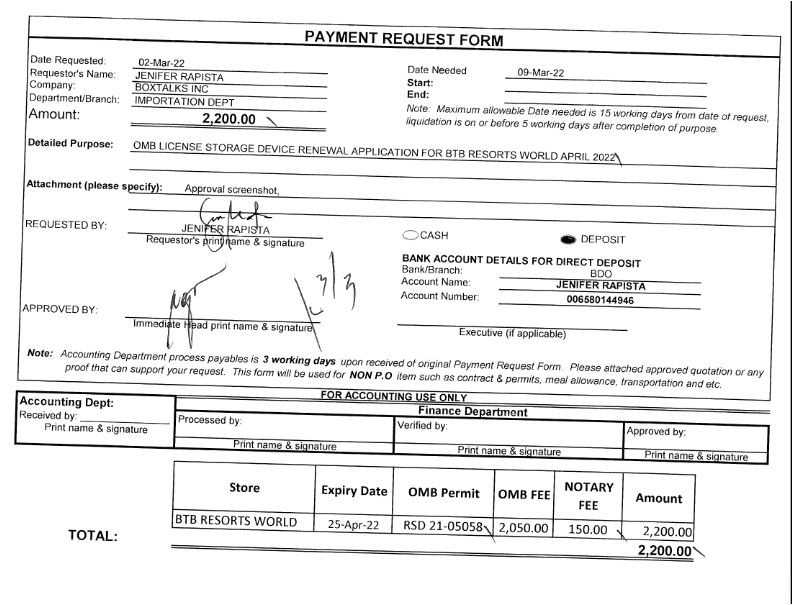 PAYMENT REQUEST FORM
Date Requested: 02-Mar-22
Requestor's Name: JENIFER RAPISTA
Company: BOXTALKS INC
Department/Branch: IMPORTATION DEPT
Amount: 2,200.00
Date Needed 09-Mar-22
Start:
End:
Note: Maximum allowable Date needed is 15 working days from date of request,
liquidation is on or before 5 working days after completion of purpose.
Detailed Purpose: OMB LICENSE STORAGE DEVICE RENEWAL APPLICATION FOR BTB RESORTS WORLD APRIL 2022
Attachment (please specify): Approval screenshot,
REQUESTED BY: JENIFER RAPISTA
Requestor's print name & signature
CASH DEPOSIT
BANK ACCOUNT DETAILS FOR DIRECT DEPOSIT
Bank/Branch: BDO
Account Name: JENIFER RAPISTA
Account Number: 006580144946
3/3
APPROVED BY:
Immediate Head print name & signature
Executive (if applicable)
Note: Accounting Department process payables is 3 working days upon received of original Payment Request Form. Please attached approved quotation or any
proof that can support your request. This form will be used for NON P.O item such as contract & permits, meal allowance, transportation and etc.
FOR ACCOUNTING USE ONLY
Accounting Dept:
Received by:
Print name & signature
Finance Department
Processed by: Verified by: Approved by:
Print name & signature Print name & signature Print name & signature
Store Expiry Date OMB Permit OMB FEE NOTARY FEE Amount
BTB RESORTS WORLD 25-Apr-22 RSD 21-05058 2,050.00 150.00 2,200.00
TOTAL: 2,200.00